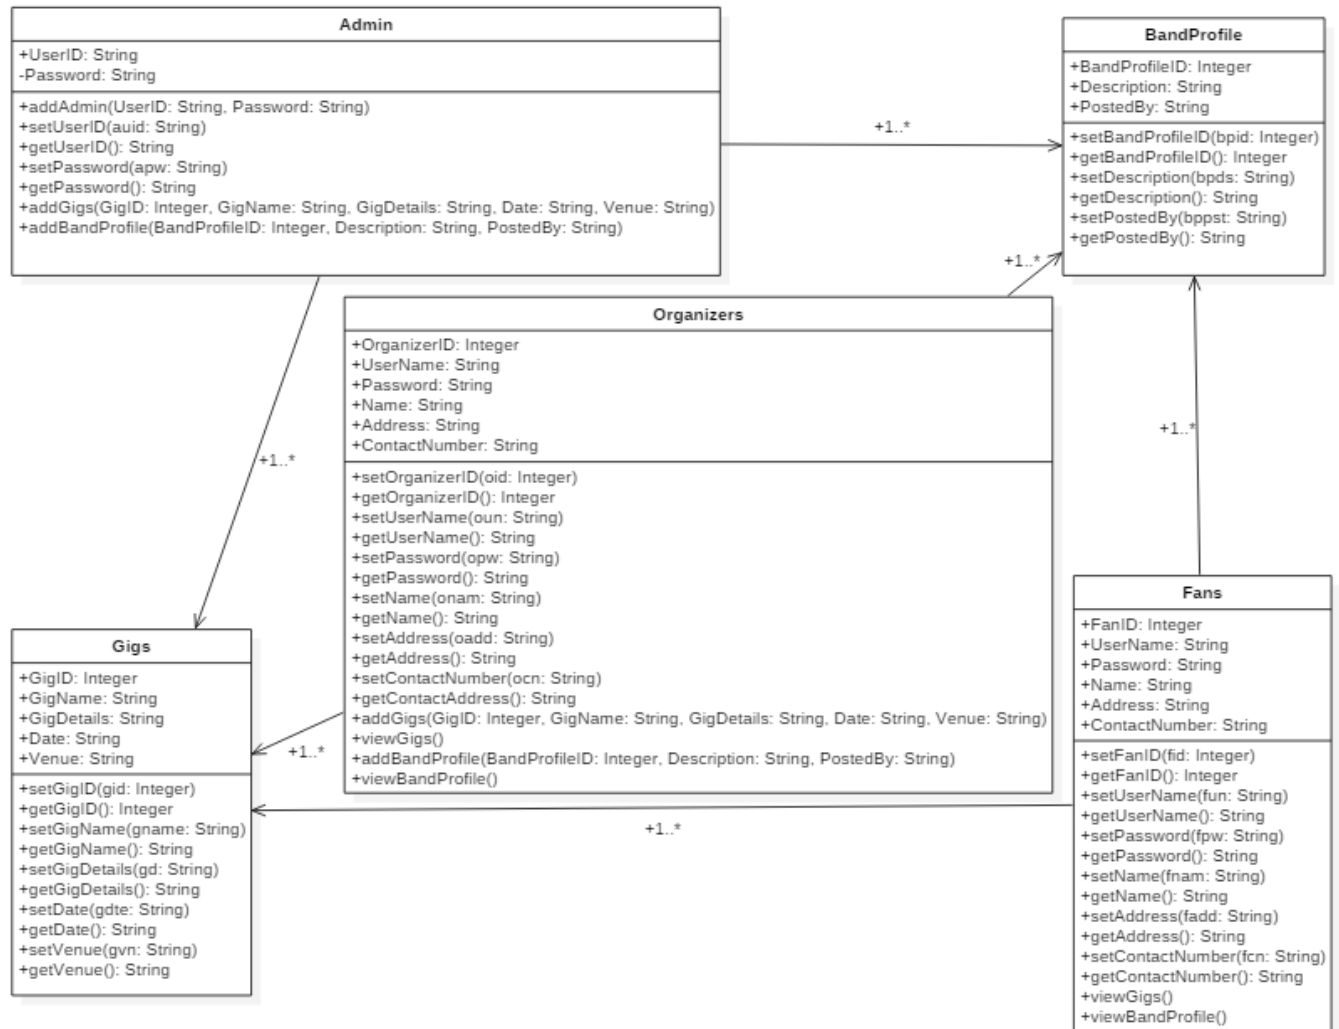 Admin
+UserID: String
-Password: String
+addAdmin(UserID: String, Password: String)
+setUserID(auid: String)
+getUserID(): String
+setPassword(apw: String)
+getPassword(): String
+addGigs(GigID: Integer, GigName: String, GigDetails: String, Date: String, Venue: String)
+addBandProfile(BandProfileID: Integer, Description: String, PostedBy: String)
+1..*
BandProfile
+BandProfileID: Integer
+Description: String
+PostedBy: String
+setBandProfileID(bpid: Integer)
+getBandProfileID(): Integer
+setDescription(bpds: String)
+getDescription(): String
+setPostedBy(bppst: String)
+getPostedBy(): String
+1..*
Organizers
+OrganizerID: Integer
+UserName: String
+Password: String
+Name: String
+Address: String
+ContactNumber: String
+setOrganizerID(oid: Integer)
+getOrganizerID(): Integer
+setUserName(oun: String)
+getUserName(): String
+setPassword(opw: String)
+getPassword(): String
+setName(onam: String)
+getName(): String
+setAddress(oadd: String)
+getAddress(): String
+setContactNumber(ocn: String)
+getContactAddress(): String
+addGigs(GigID: Integer, GigName: String, GigDetails: String, Date: String, Venue: String)
+viewGigs()
+addBandProfile(BandProfileID: Integer, Description: String, PostedBy: String)
+viewBandProfile()
+1..*
+1..*
Gigs
+GigID: Integer
+GigName: String
+GigDetails: String
+Date: String
+Venue: String
+setGigID(gid: Integer)
+getGigID(): Integer
+setGigName(gname: String)
+getGigName(): String
+setGigDetails(gd: String)
+getGigDetails(): String
+setDate(gdte: String)
+getDate(): String
+setVenue(gvn: String)
+getVenue(): String
+1..*
+1..*
Fans
+FanID: Integer
+UserName: String
+Password: String
+Name: String
+Address: String
+ContactNumber: String
+setFanID(fid: Integer)
+getFanID(): Integer
+setUserName(fun: String)
+getUserName(): String
+setPassword(fpw: String)
+getPassword(): String
+setName(fnam: String)
+getName(): String
+setAddress(fadd: String)
+getAddress(): String
+setContactNumber(fcn: String)
+getContactNumber(): String
+viewGigs()
+viewBandProfile()